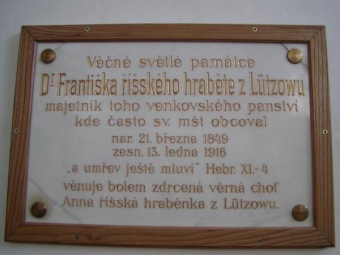 Věčné světlé památce
Dr Františka říšského hraběte z Lützowu
majetník toho venkovského panství
kde často sv. mši obcoval
nar. 21. března 1849
zesn. 13. ledna 1916
„a umřev ještě mluví" Hebr. XI.-4
věnuje bolem zdrcená věrná choť
Anna říšská hraběnka z Lützowu.